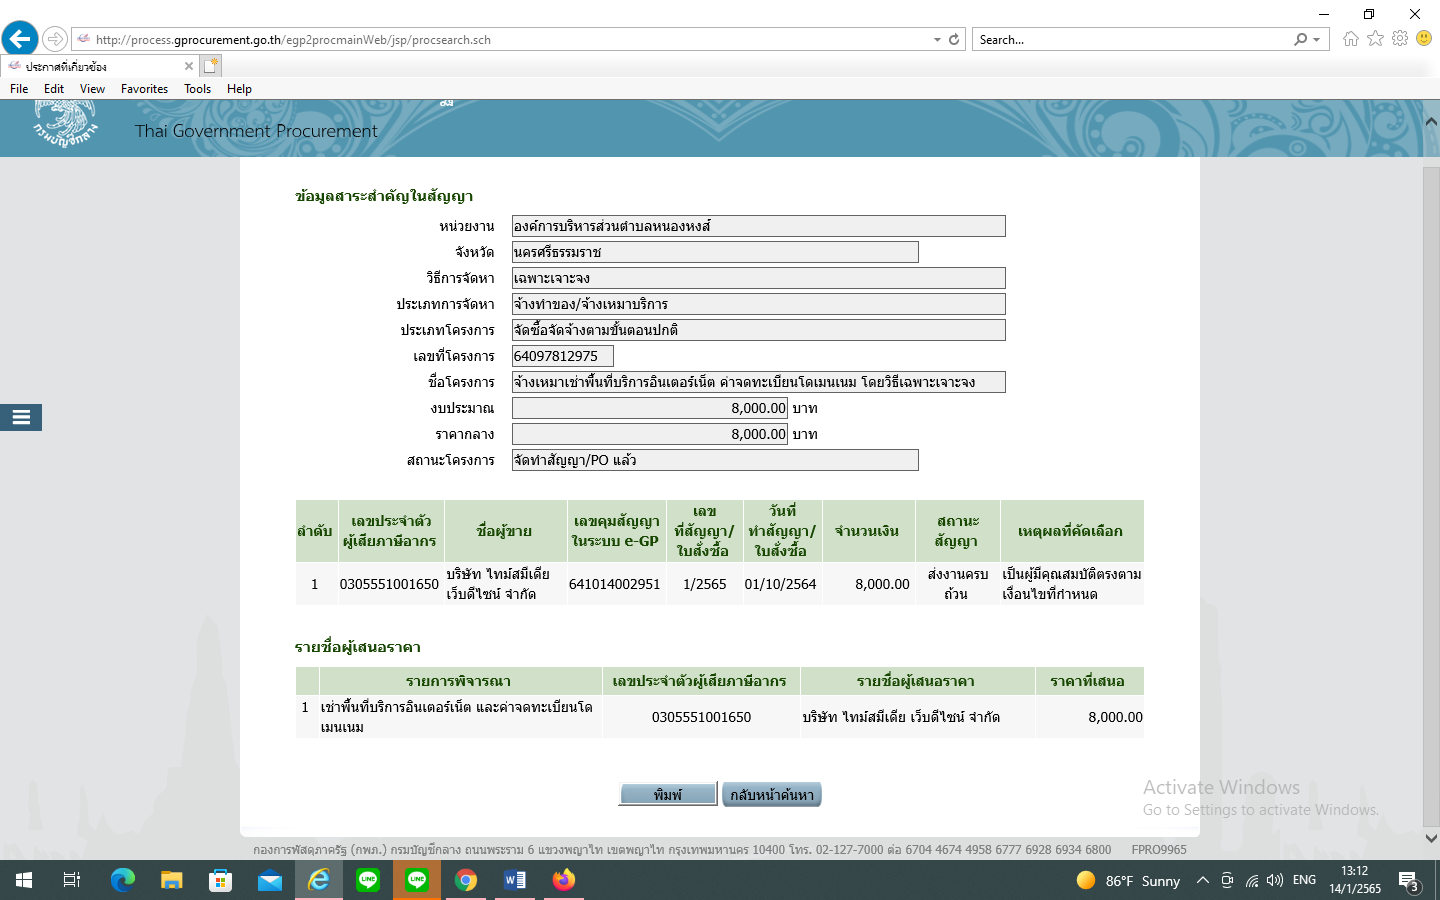 http://process.gprocurement.go.th/egp2procmainWeb/jsp/procsearch.sch
Search...
ประกาศที่เกี่ยวข้อง
File Edit View Favorites Tools Help
กรมบัญชีกลาง
Thai Government Procurement
ข้อมูลสาระสำคัญในสัญญา
หน่วยงาน องค์การบริหารส่วนตำบลหนองหงส์
จังหวัด นครศรีธรรมราช
วิธีการจัดหา เฉพาะเจาะจง
ประเภทการจัดหา จ้างทำของ/จ้างเหมาบริการ
ประเภทโครงการ จัดซื้อจัดจ้างตามขั้นตอนปกติ
เลขที่โครงการ 64097812975
ชื่อโครงการ จ้างเหมาเช่าพื้นที่บริการอินเตอร์เน็ต ค่าจดทะเบียนโดเมนเนม โดยวิธีเฉพาะเจาะจง
งบประมาณ 8,000.00 บาท
ราคากลาง 8,000.00 บาท
สถานะโครงการ จัดทำสัญญา/PO แล้ว
ลำดับ เลขประจำตัวผู้เสียภาษีอากร ชื่อผู้ขาย เลขคุมสัญญาในระบบ e-GP เลขที่สัญญา/ใบสั่งซื้อ วันที่ทำสัญญา/ใบสั่งซื้อ จำนวนเงิน สถานะสัญญา เหตุผลที่คัดเลือก
1 0305551001650 บริษัท ไทม์สมีเดีย เว็บดีไซน์ จำกัด 641014002951 1/2565 01/10/2564 8,000.00 ส่งงานครบถ้วน เป็นผู้มีคุณสมบัติตรงตามเงื่อนไขที่กำหนด
รายชื่อผู้เสนอราคา
รายการพิจารณา เลขประจำตัวผู้เสียภาษีอากร รายชื่อผู้เสนอราคา ราคาที่เสนอ
1 เช่าพื้นที่บริการอินเตอร์เน็ต และค่าจดทะเบียนโดเมนเนม 0305551001650 บริษัท ไทม์สมีเดีย เว็บดีไซน์ จำกัด 8,000.00
พิมพ์ กลับหน้าค้นหา
Activate Windows
Go to Settings to activate Windows.
กองการพัสดุภาครัฐ (กพภ.) กรมบัญชีกลาง ถนนพระราม 6 แขวงพญาไท เขตพญาไท กรุงเทพมหานคร 10400 โทร. 02-127-7000 ต่อ 6704 4674 4958 6777 6928 6934 6800 FPRO9965
86°F Sunny ENG 13:12
14/1/2565 3